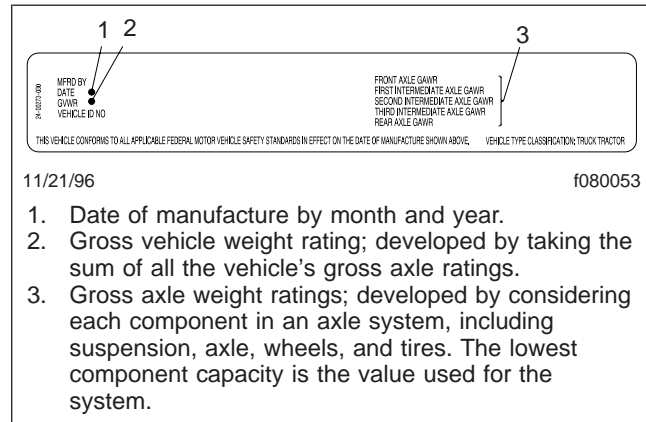 1 2
3
24-00273-000
MFRD BY
DATE
GVWR
VEHICLE ID NO
FRONT AXLE GAWR
FIRST INTERMEDIATE AXLE GAWR
SECOND INTERMEDIATE AXLE GAWR
THIRD INTERMEDIATE AXLE GAWR
REAR AXLE GAWR
THIS VEHICLE CONFORMS TO ALL APPLICABLE FEDERAL MOTOR VEHICLE SAFETY STANDARDS IN EFFECT ON THE DATE OF MANUFACTURE SHOWN ABOVE. VEHICLE TYPE CLASSIFICATION: TRUCK TRACTOR
11/21/96 f080053
1. Date of manufacture by month and year.
2. Gross vehicle weight rating; developed by taking the
sum of all the vehicle's gross axle ratings.
3. Gross axle weight ratings; developed by considering
each component in an axle system, including
suspension, axle, wheels, and tires. The lowest
component capacity is the value used for the
system.